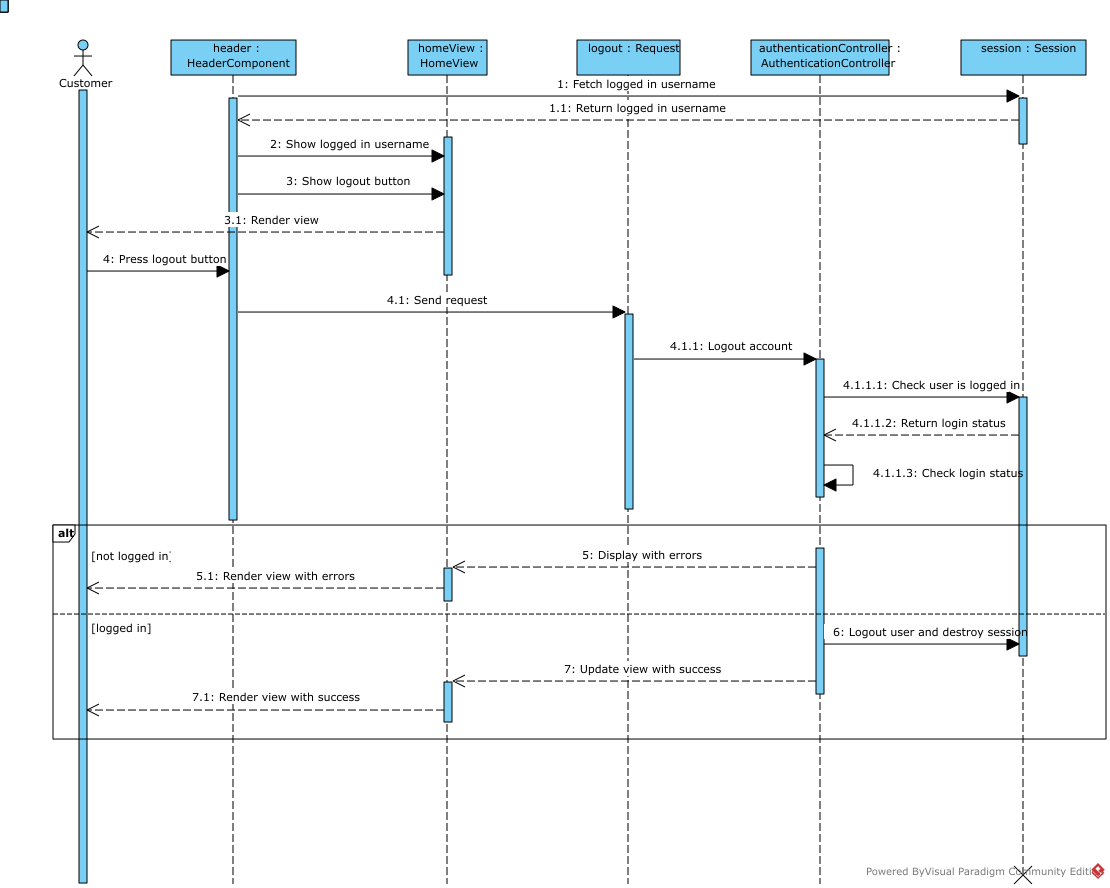 header :
HeaderComponent
homeView :
HomeView
logout : Request
authenticationController :
AuthenticationController
session : Session
Customer
1: Fetch logged in username
1.1: Return logged in username
2: Show logged in username
3: Show logout button
3.1: Render view
4: Press logout button
4.1: Send request
4.1.1: Logout account
4.1.1.1: Check user is logged in
4.1.1.2: Return login status
4.1.1.3: Check login status
alt
[not logged in]
5: Display with errors
5.1: Render view with errors
[logged in]
6: Logout user and destroy session
7: Update view with success
7.1: Render view with success
Powered ByVisual Paradigm Community Edition